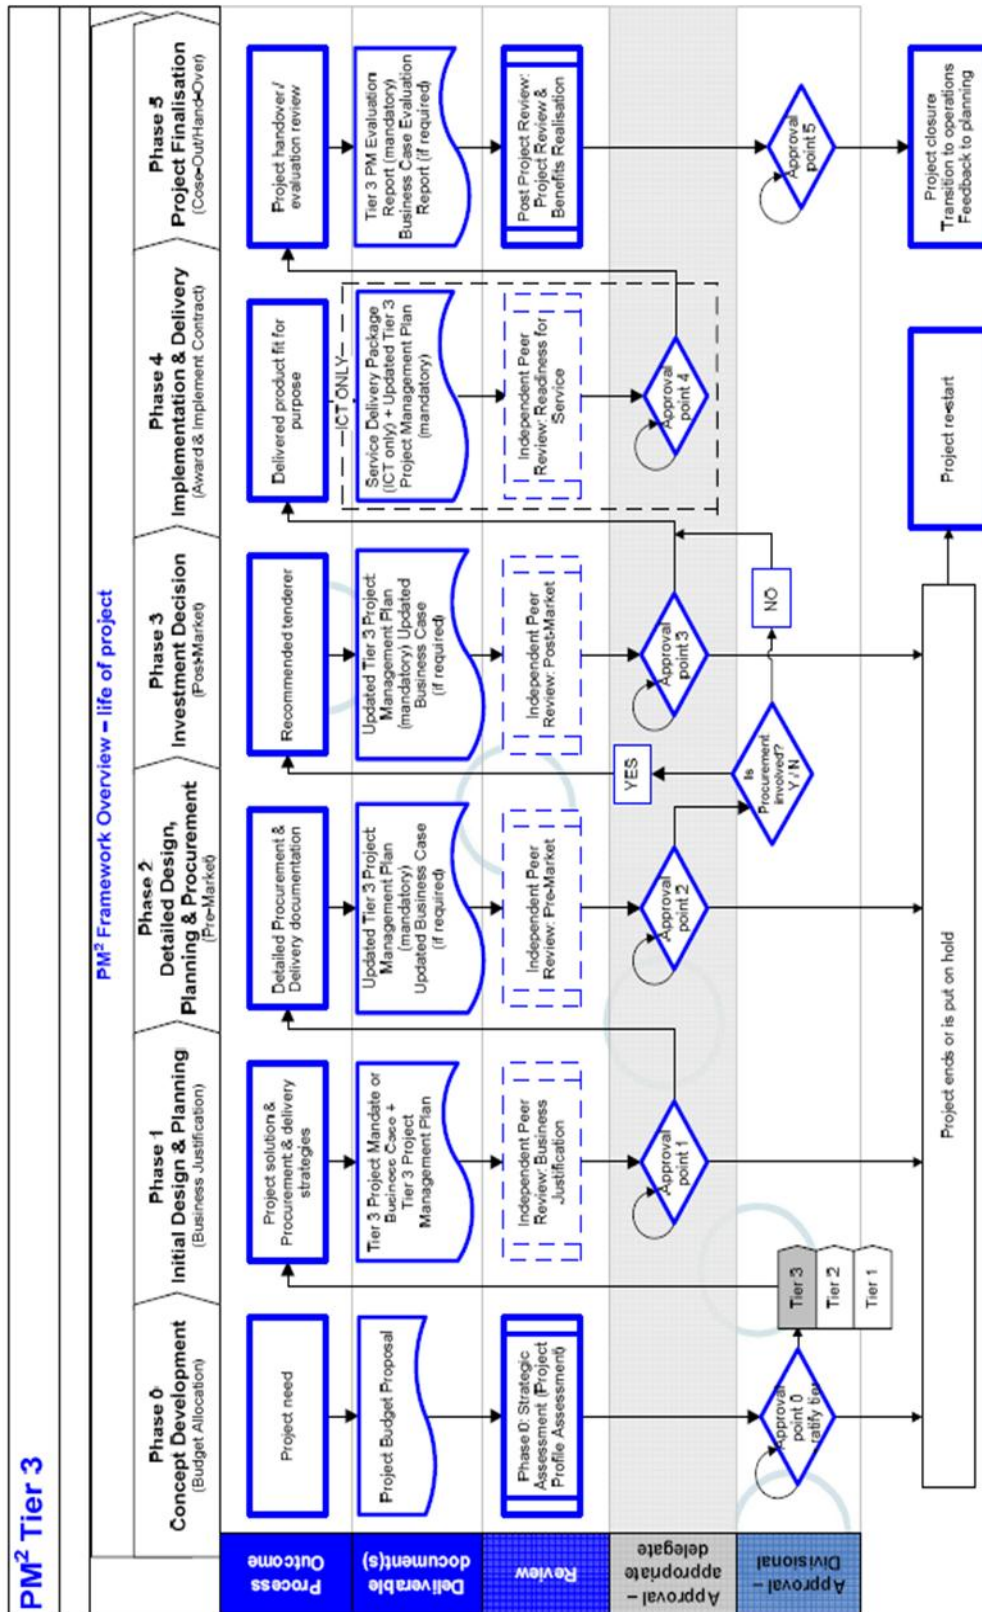 PM² Tier 3
PM² Framework Overview – life of project
Phase 0
Concept Development
(Budget Allocation)
Phase 1
Initial Design & Planning
(Business Justification)
Phase 2
Detailed Design,
Planning & Procurement
(Pre-Market)
Phase 3
Investment Decision
(Post-Market)
Phase 4
Implementation & Delivery
(Award & Implement Contract)
Phase 5
Project Finalisation
(Cose-Out/Hand-Over)
Process
Outcome
Project need
Project solution &
Procurement & delivery
strategies
Detailed Procurement &
Delivery documentation
Recommended tenderer
Delivered product fit for
purpose
Project handover /
evaluation review
Deliverable
document(s)
Project Budget Proposal
Tier 3 Project Mandate or
Business Case +
Tier 3 Project
Management Plan
Updated Tier 3 Project
Management Plan
(mandatory)
Updated Business Case
(if required)
Updated Tier 3 Project
Management Plan
(mandatory) Updated
Business Case
(if required)
ICT ONLY
Service Delivery Package
(ICT only) + Updated Tier 3
Project Management Plan
(mandatory)
Tier 3 PM Evaluation
Report (mandatory)
Business Case Evaluation
Report (if required)
Review
Phase 0: Strategic
Assessment (Project
Profile Assessment)
Independent Peer
Review: Business
Justification
Independent Peer
Review: Pre-Market
Independent Peer
Review: Post-Market
Independent Peer
Review: Readiness for
Service
Post Project Review:
Project Review &
Benefits Realisation
Approval –
appropriate
delegate
Approval
point 1
Approval
point 2
YES
Approval
point 3
Approval
point 4
Approval –
Divisional
Approval
point 0
ratify tier
Tier 3
Tier 2
Tier 1
Is
Procurement
involved?
Y / N
NO
Approval
point 5
Project ends or is put on hold
Project re-start
Project closure
Transition to operations
Feedback to planning